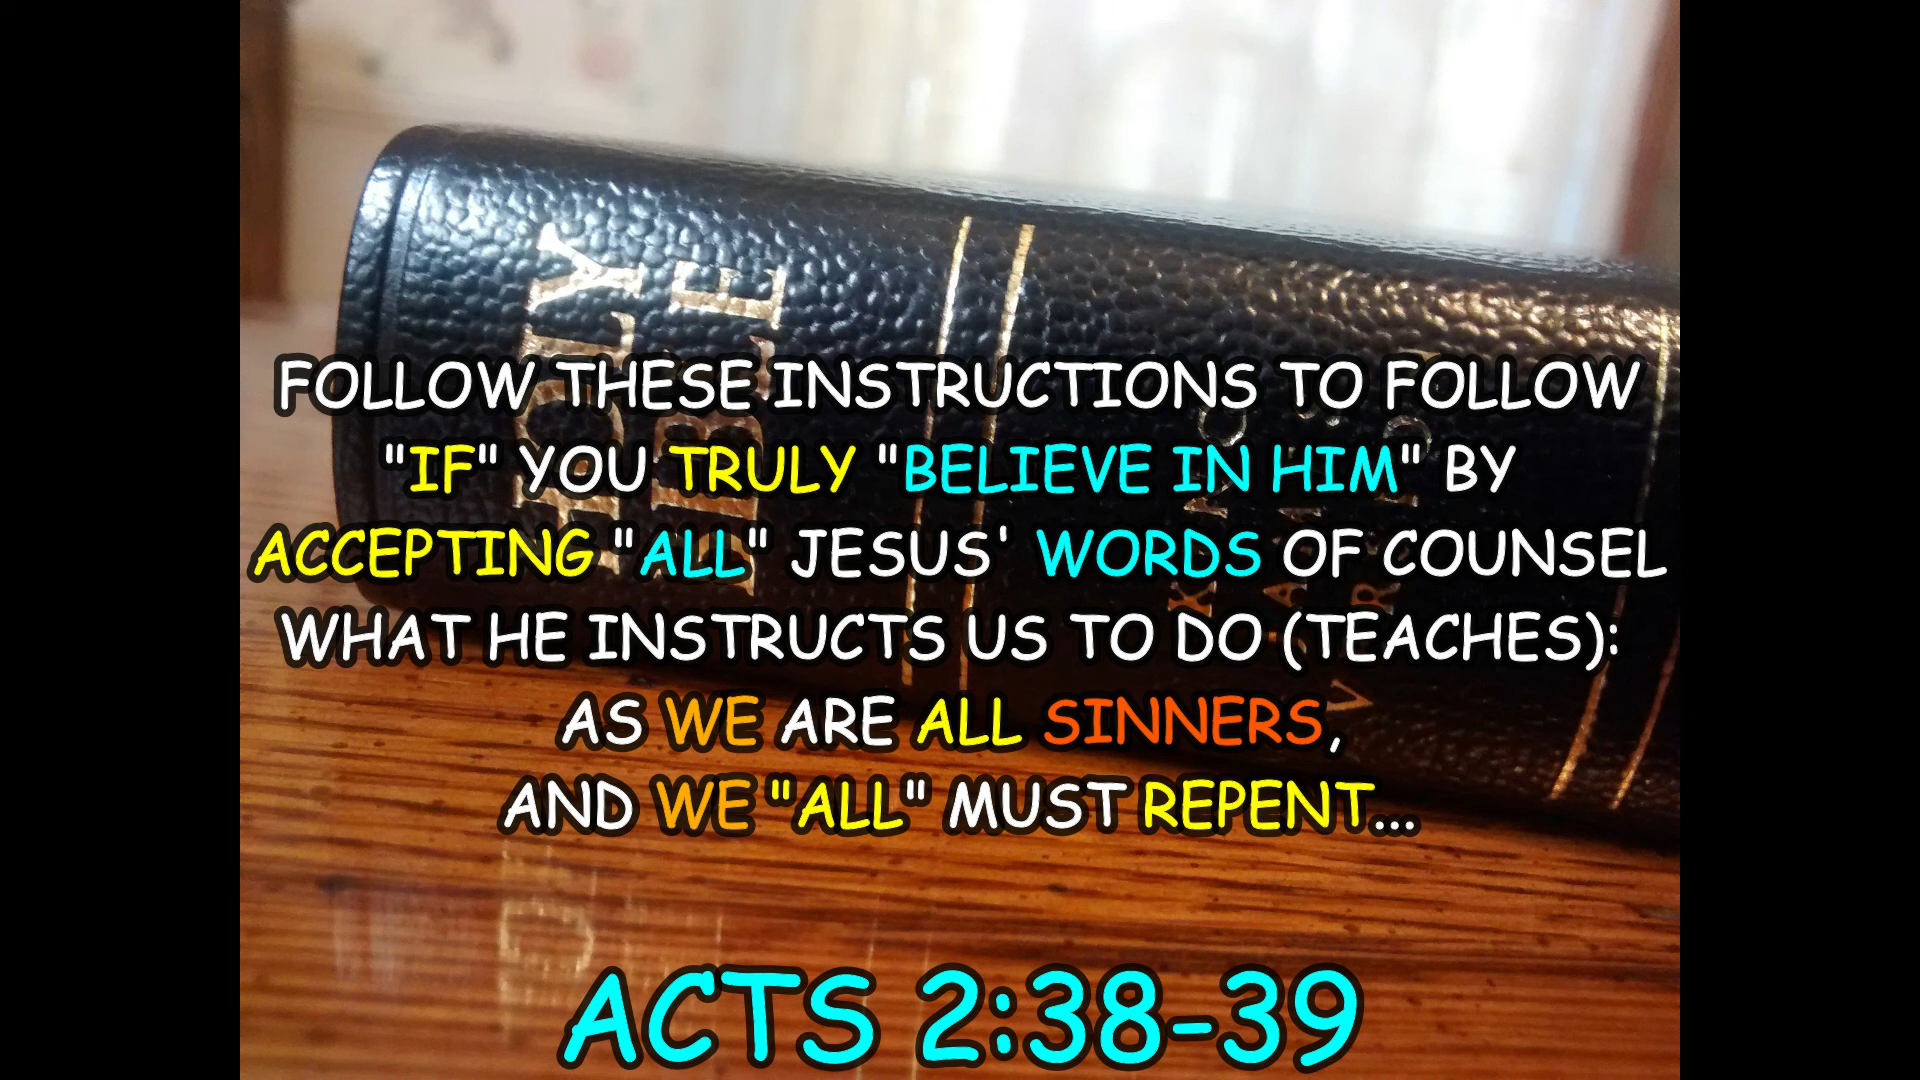 HOLY
BIBLE
FOLLOW THESE INSTRUCTIONS TO FOLLOW
"IF" YOU TRULY "BELIEVE IN HIM" BY
ACCEPTING "ALL" JESUS' WORDS OF COUNSEL
WHAT HE INSTRUCTS US TO DO (TEACHES):
AS WE ARE ALL SINNERS,
AND WE "ALL" MUST REPENT...
ACTS 2:38-39